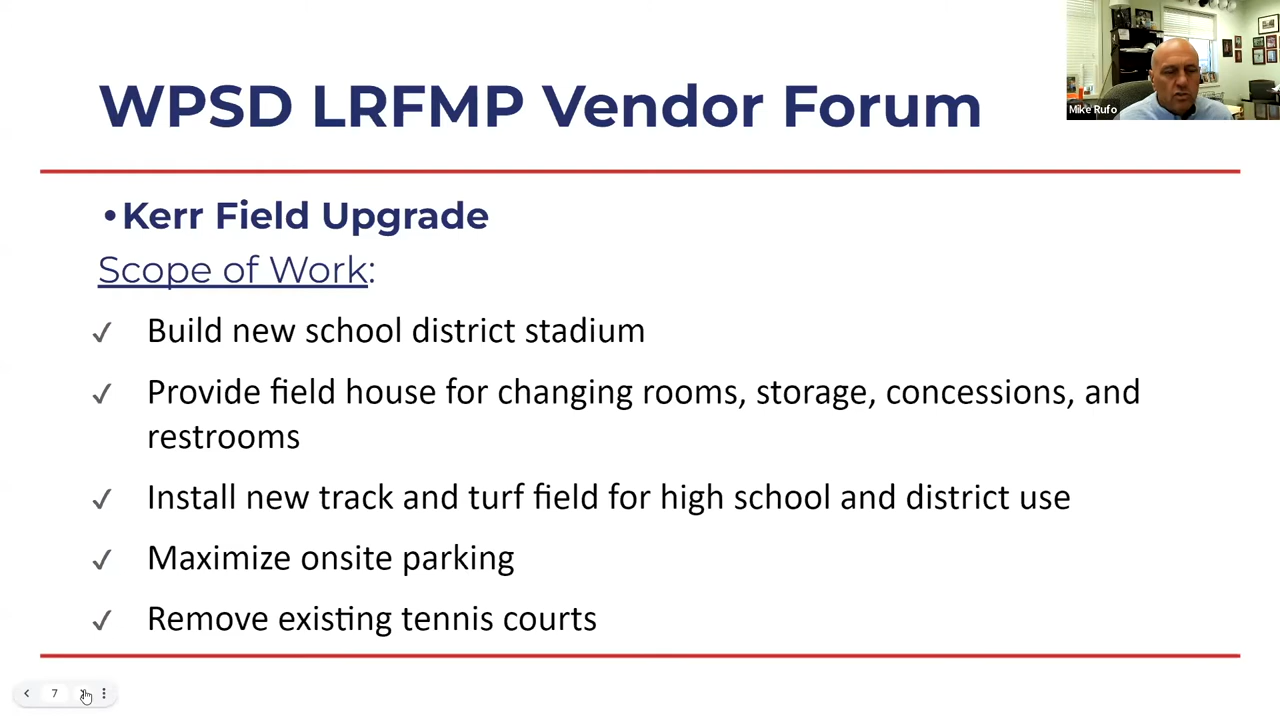 WPSD LRFMP Vendor Forum
Mike Rufo
•Kerr Field Upgrade
Scope of Work:
✓ Build new school district stadium
✓ Provide field house for changing rooms, storage, concessions, and
restrooms
✓ Install new track and turf field for high school and district use
✓ Maximize onsite parking
✓ Remove existing tennis courts
7